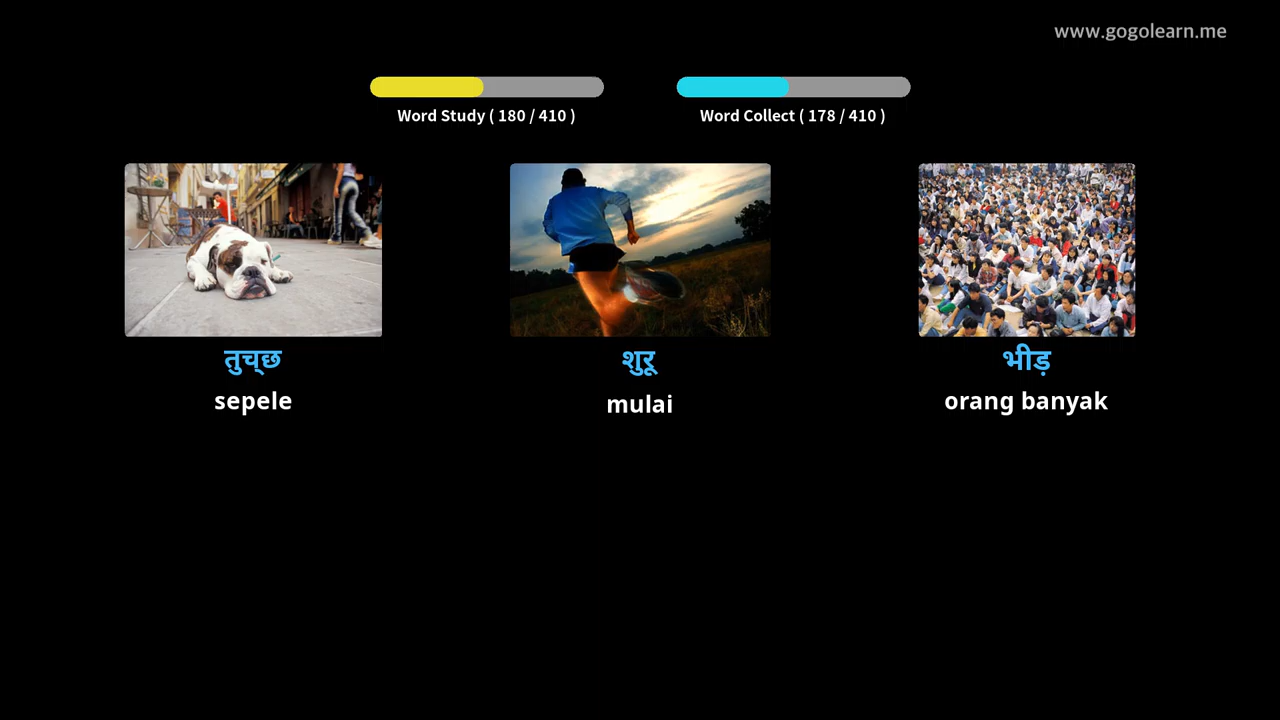 www.gogolearn.me
Word Study ( 180 / 410 )
Word Collect ( 178 / 410 )
तुच्छ
शुरू
भीड़
sepele
mulai
orang banyak